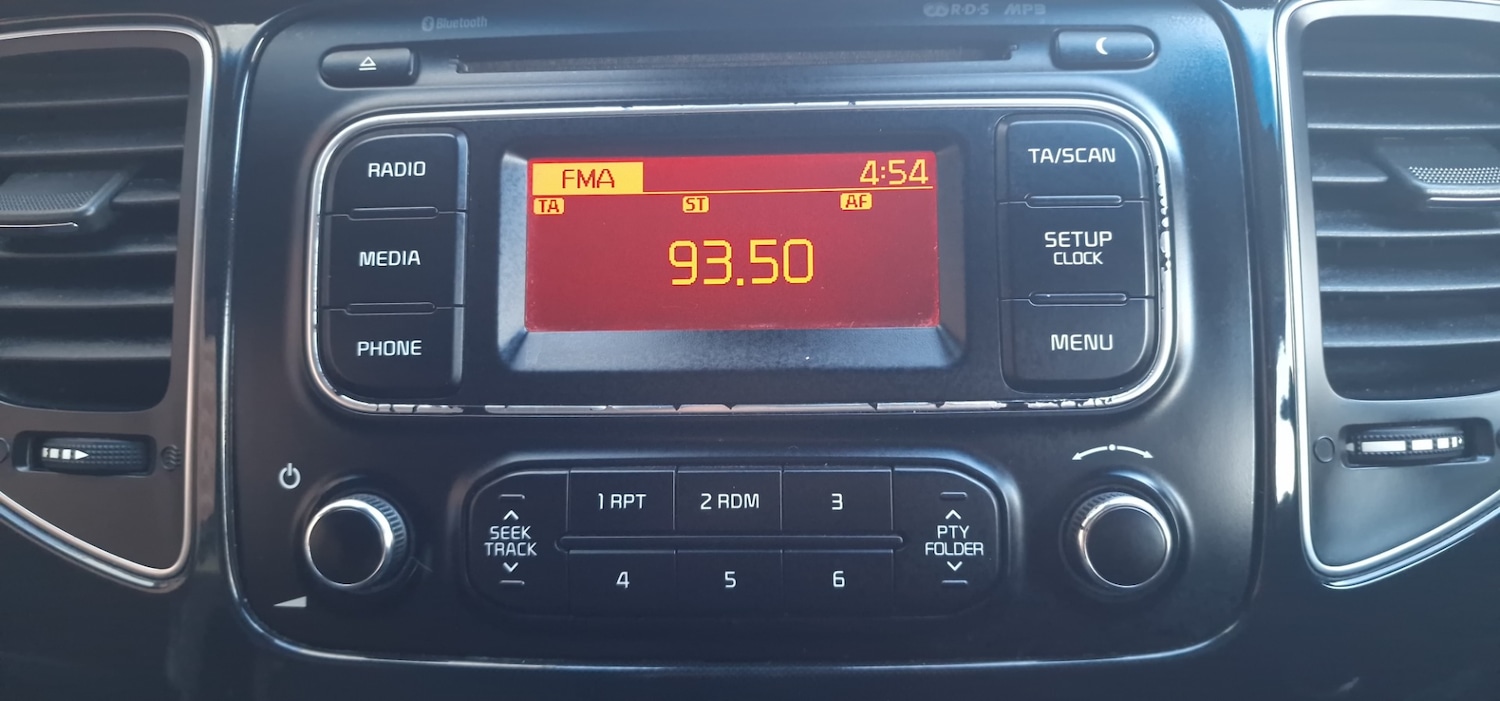 Bluetooth
R·D·S MP3
RADIO
MEDIA
PHONE
FMA 4:54
TA ST AF
93.50
TA/SCAN
SETUP
CLOCK
MENU
SEEK
TRACK
1 RPT 2 RDM 3
4 5 6
PTY
FOLDER